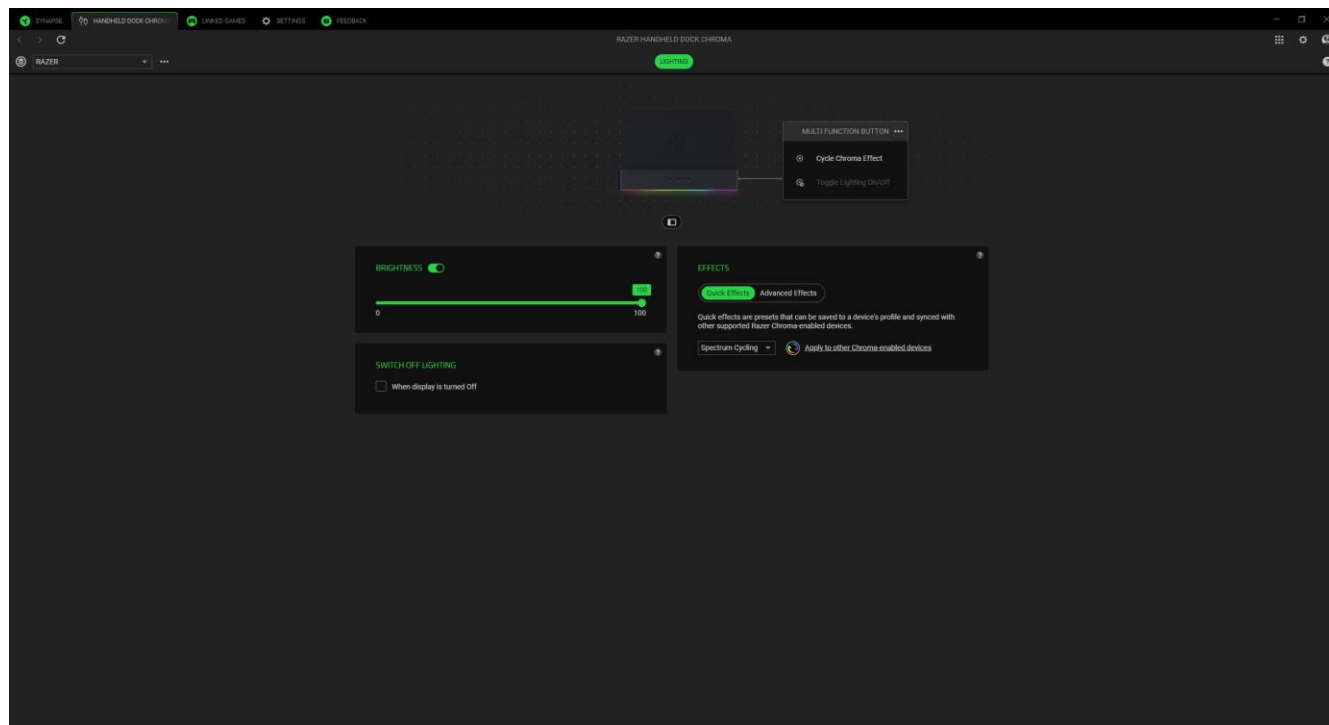 SYNAPSE
HANDHELD DOCK CHROM
LINKED GAMES
SETTINGS
FEEDBACK
RAZER HANDHELD DOCK CHROMA
RAZER
LIGHTING
MULTI FUNCTION BUTTON
Cycle Chroma Effect
Toggle Lighting On/Off
BRIGHTNESS
100
0
100
SWITCH OFF LIGHTING
When display is turned Off
EFFECTS
Quick Effects
Advanced Effects
Quick effects are presets that can be saved to a device's profile and synced with
other supported Razer Chroma-enabled devices.
Spectrum Cycling
Apply to other Chroma-enabled devices